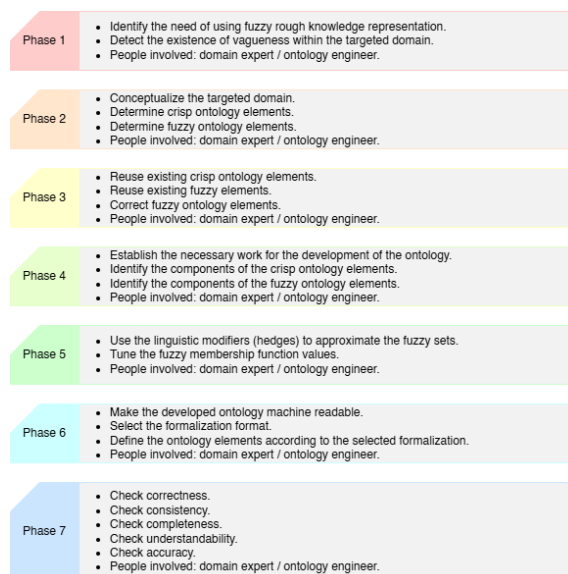 Phase 1
• Identify the need of using fuzzy rough knowledge representation.
• Detect the existence of vagueness within the targeted domain.
• People involved: domain expert / ontology engineer.
Phase 2
• Conceptualize the targeted domain.
• Determine crisp ontology elements.
• Determine fuzzy ontology elements.
• People involved: domain expert / ontology engineer.
Phase 3
• Reuse existing crisp ontology elements.
• Reuse existing fuzzy elements.
• Correct fuzzy ontology elements.
• People involved: domain expert / ontology engineer.
Phase 4
• Establish the necessary work for the development of the ontology.
• Identify the components of the crisp ontology elements.
• Identify the components of the fuzzy ontology elements.
• People involved: domain expert / ontology engineer.
Phase 5
• Use the linguistic modifiers (hedges) to approximate the fuzzy sets.
• Tune the fuzzy membership function values.
• People involved: domain expert / ontology engineer.
Phase 6
• Make the developed ontology machine readable.
• Select the formalization format.
• Define the ontology elements according to the selected formalization.
• People involved: domain expert / ontology engineer.
Phase 7
• Check correctness.
• Check consistency.
• Check completeness.
• Check understandability.
• Check accuracy.
• People involved: domain expert / ontology engineer.